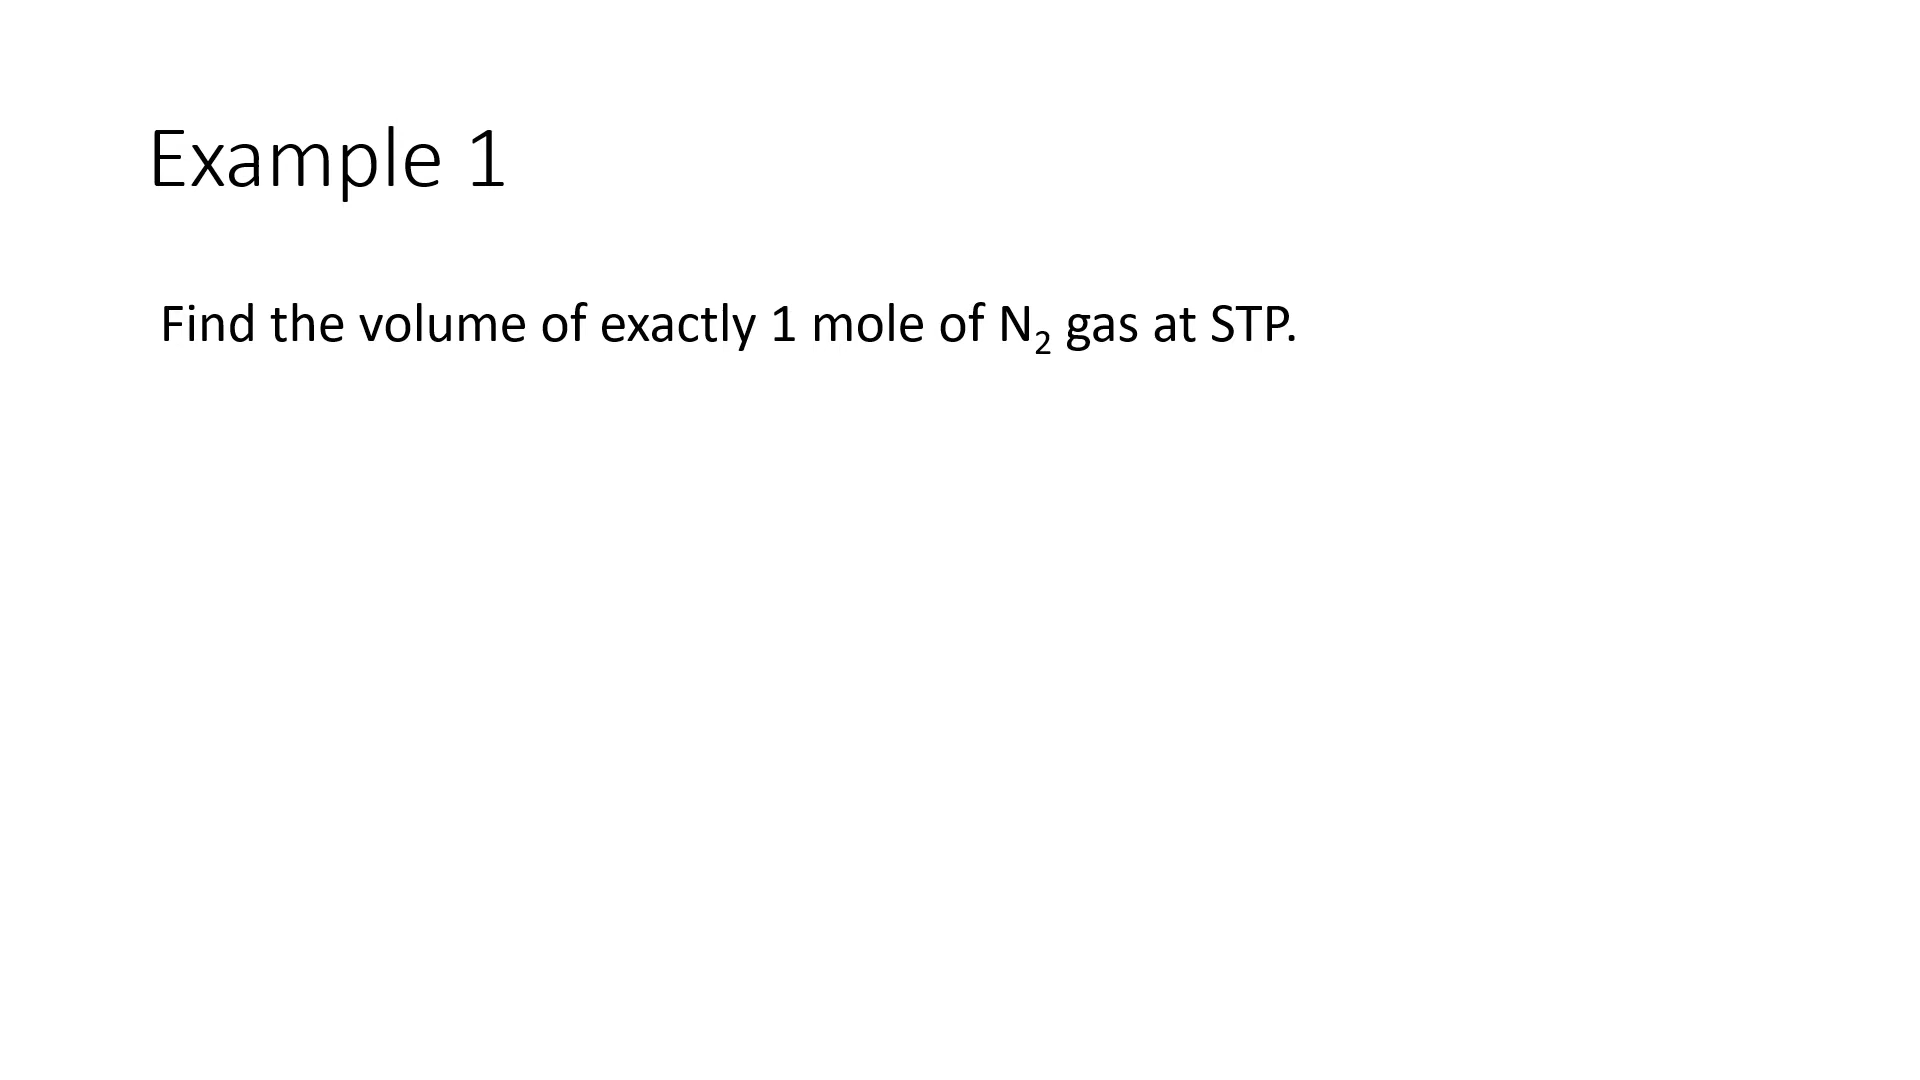 Example 1
Find the volume of exactly 1 mole of N₂ gas at STP.